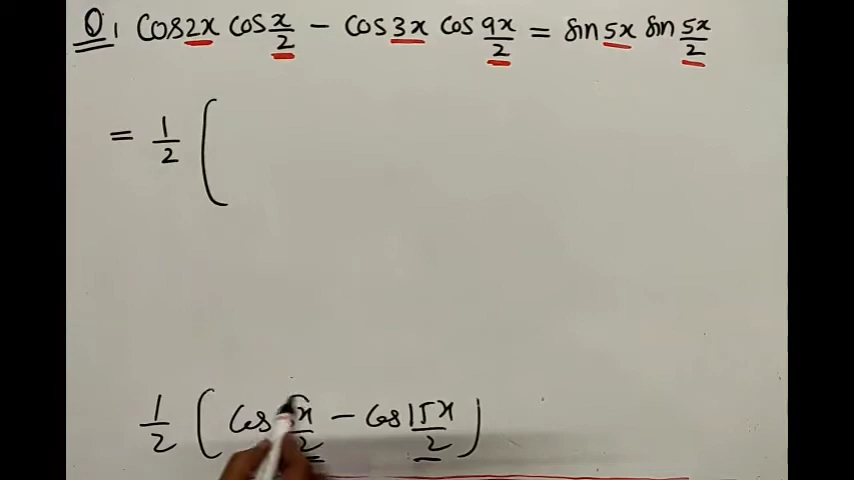 Q1 Cos2x cos x/2 - Cos3x cos 9x/2 = sin5x sin 5x/2
= 1/2 (
1/2 ( Cos 5x/2 - Cos 15x/2 )